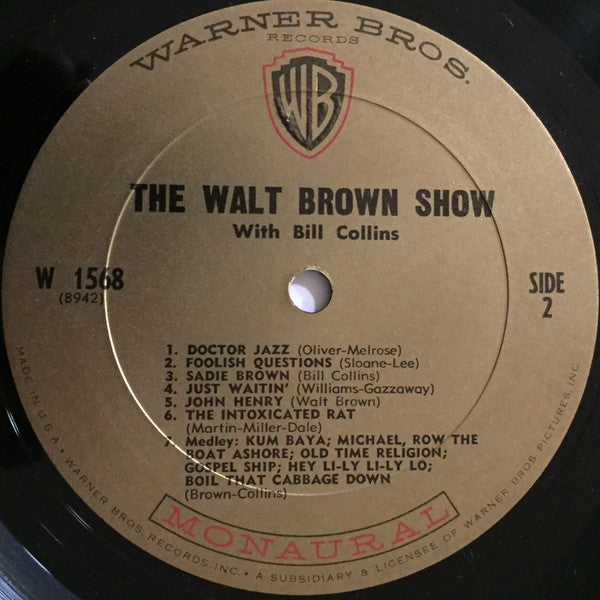 WARNER BROS.
RECORDS
WB
THE WALT BROWN SHOW
With Bill Collins
W 1568
(8942)
SIDE
2
1. DOCTOR JAZZ (Oliver-Melrose)
2. FOOLISH QUESTIONS (Sloane-Lee)
3. SADIE BROWN (Bill Collins)
4. JUST WAITIN' (Williams-Gazzaway)
5. JOHN HENRY (Walt Brown)
6. THE INTOXICATED RAT
(Martin-Miller-Dale)
7. Medley: KUM BAYA; MICHAEL, ROW THE
BOAT ASHORE; OLD TIME RELIGION;
GOSPEL SHIP; HEY LI-LY LI-LY LO;
BOIL THAT CABBAGE DOWN
(Brown-Collins)
MONAURAL
MADE IN U.S.A. • WARNER BROS. RECORDS INC. • A SUBSIDIARY & LICENSEE OF WARNER BROS. PICTURES, INC.